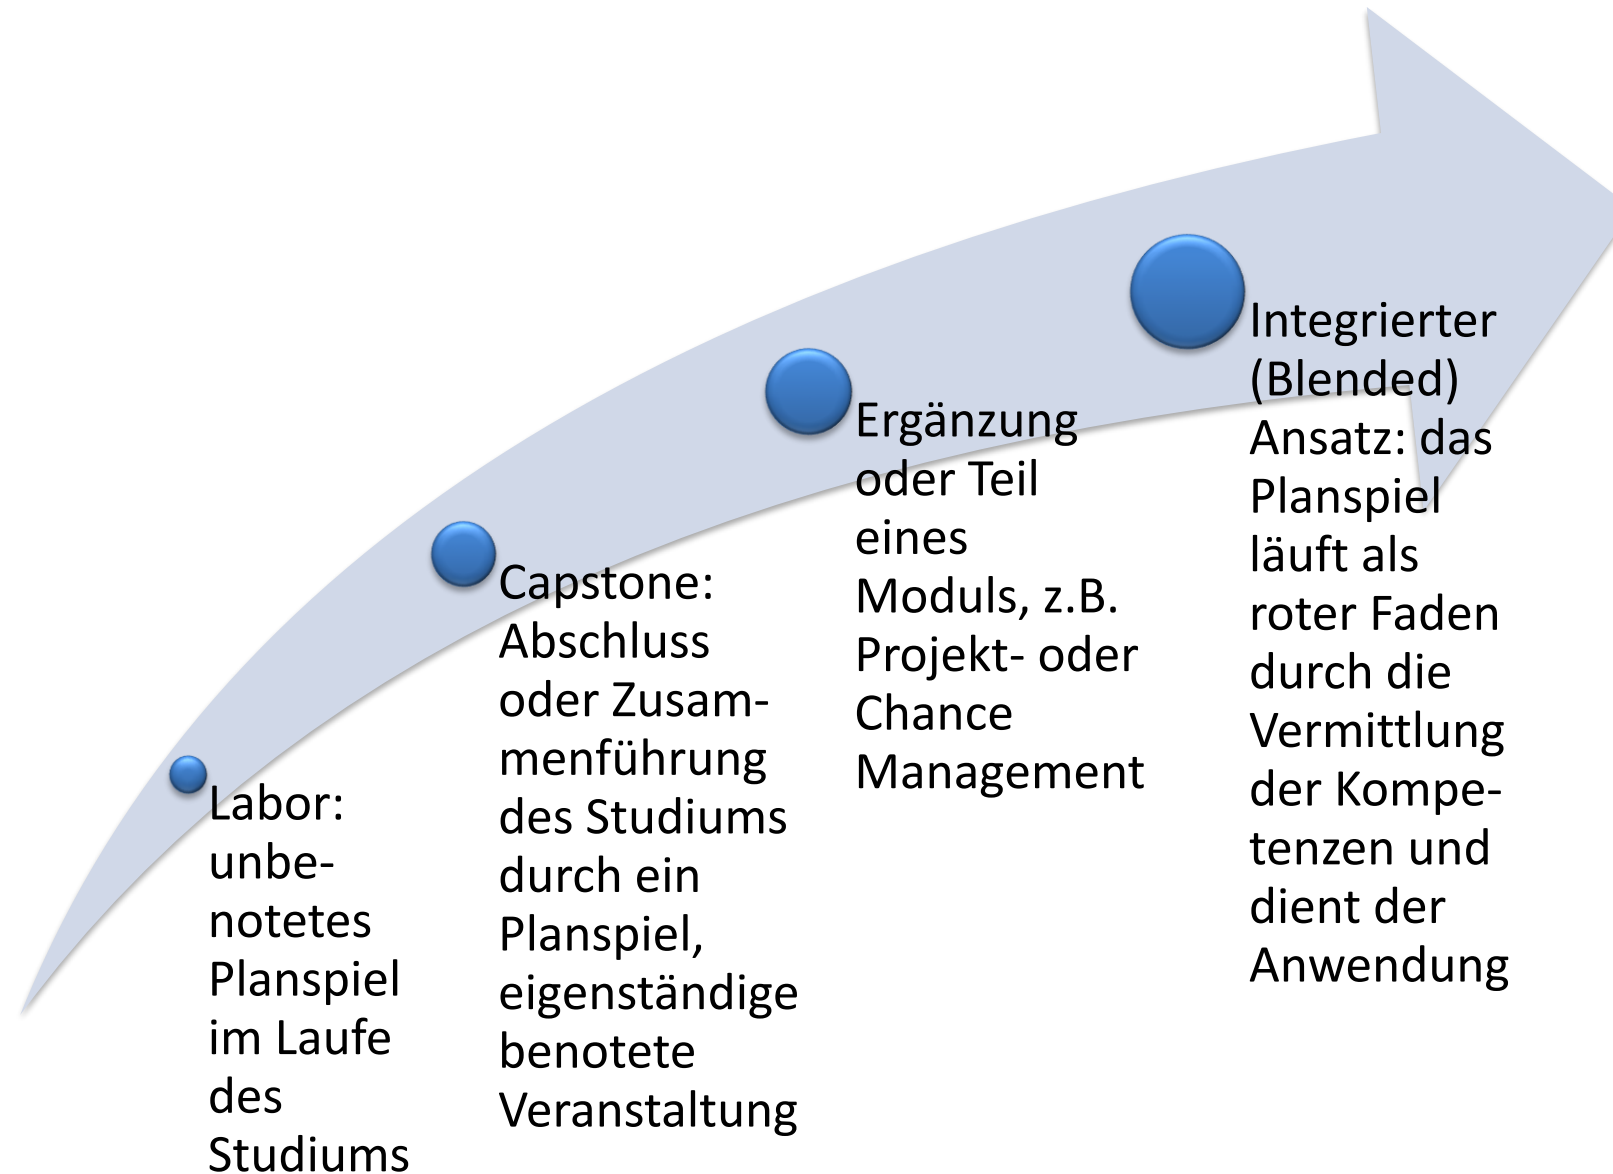 Labor:
unbe-
notetes
Planspiel
im Laufe
des
Studiums
Capstone:
Abschluss
oder Zusam-
menführung
des Studiums
durch ein
Planspiel,
eigenständige
benotete
Veranstaltung
Ergänzung
oder Teil
eines
Moduls, z.B.
Projekt- oder
Chance
Management
Integrierter
(Blended)
Ansatz: das
Planspiel
läuft als
roter Faden
durch die
Vermittlung
der Kompe-
tenzen und
dient der
Anwendung